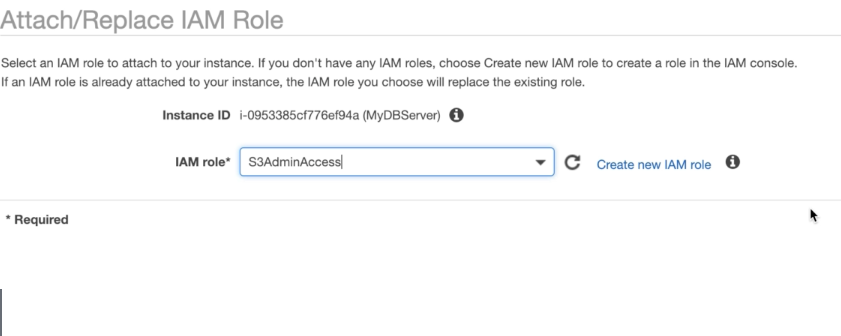 Attach/Replace IAM Role
Select an IAM role to attach to your instance. If you don't have any IAM roles, choose Create new IAM role to create a role in the IAM console.
If an IAM role is already attached to your instance, the IAM role you choose will replace the existing role.
Instance ID i-0953385cf776ef94a (MyDBServer)
IAM role* S3AdminAccess Create new IAM role
* Required